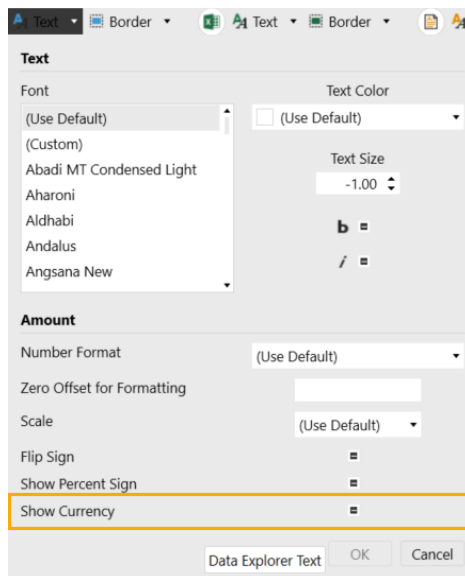 Text Border Text Border
Text
Font Text Color
(Use Default) (Use Default)
(Custom)
Abadi MT Condensed Light Text Size
Aharoni -1.00
Aldhabi
Andalus b
Angsana New i
Amount
Number Format (Use Default)
Zero Offset for Formatting
Scale (Use Default)
Flip Sign
Show Percent Sign
Show Currency
Data Explorer Text OK Cancel